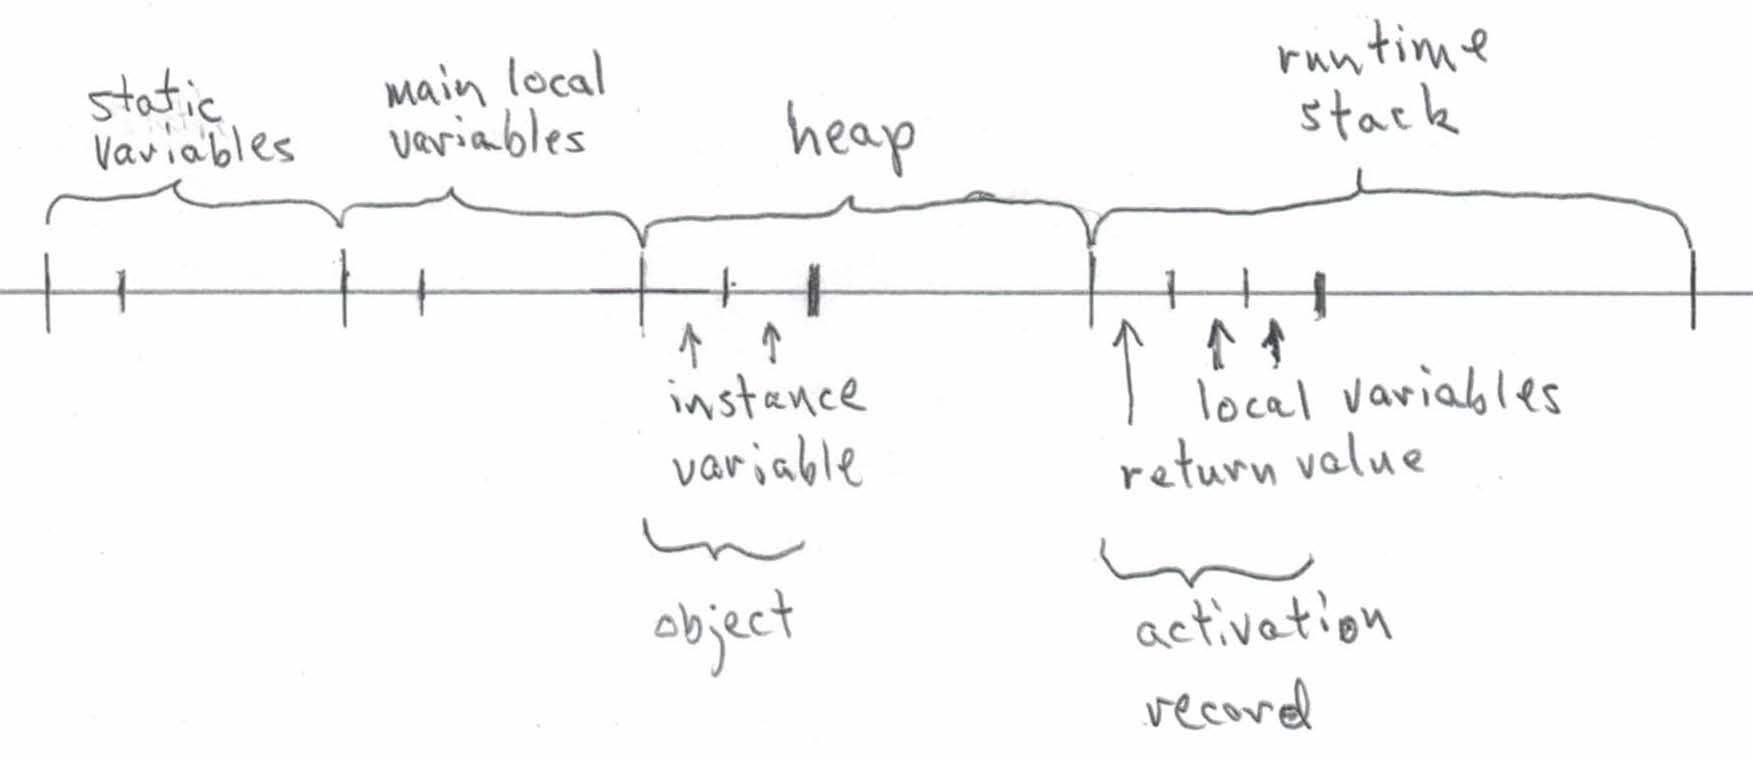 static
variables
main local
variables
heap
runtime
stack
instance
variable
local variables
return value
object
activation
record